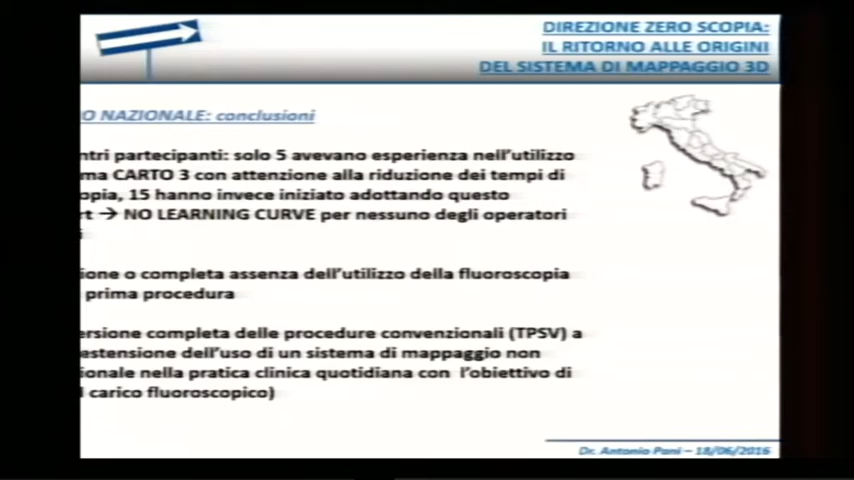 DIREZIONE ZERO SCOPIA:
IL RITORNO ALLE ORIGINI
DEL SISTEMA DI MAPPAGGIO 3D
O NAZIONALE: conclusioni
ntri partecipanti: solo 5 avevano esperienza nell'utilizzo
ma CARTO 3 con attenzione alla riduzione dei tempi di
opia, 15 hanno invece iniziato adottando questo
rt → NO LEARNING CURVE per nessuno degli operatori
i
ione o completa assenza dell'utilizzo della fluoroscopia
prima procedura
ersione completa delle procedure convenzionali (TPSV) a
estensione dell'uso di un sistema di mappaggio non
ionale nella pratica clinica quotidiana con l'obiettivo di
l carico fluoroscopico)
Dr. Antonio Pani – 18/06/2016